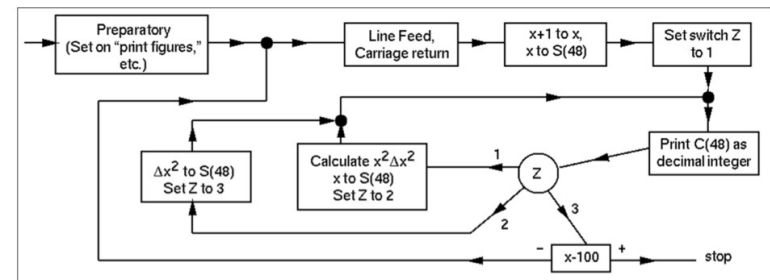 Preparatory
(Set on "print figures,"
etc.)
Line Feed,
Carriage return
x+1 to x,
x to S(48)
Set switch Z
to 1
Δx² to S(48)
Set Z to 3
Calculate x²Δx²
x to S(48)
Set Z to 2
1
Z
2
3
Print C(48) as
decimal integer
−
x-100
+
stop